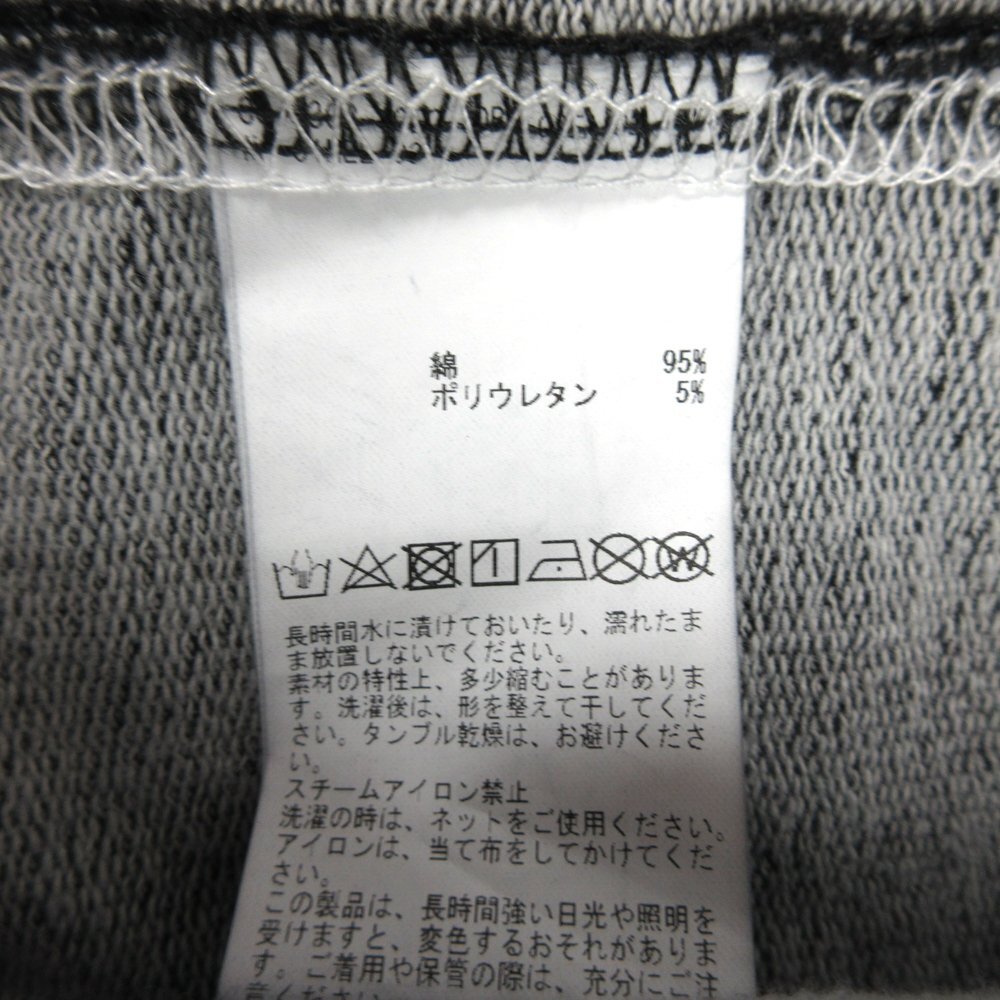 綿 95%
ポリウレタン 5%
長時間水に漬けておいたり、濡れたま
ま放置しないでください。
素材の特性上、多少縮むことがありま
す。洗濯後は、形を整えて干してくだ
さい。タンブル乾燥は、お避けくださ
い。
スチームアイロン禁止
洗濯の時は、ネットをご使用ください。
アイロンは、当て布をしてかけてくだ
さい。
この製品は、長時間強い日光や照明を
受けますと、変色するおそれがありま
す。ご着用や保管の際は、充分にご注
意ください